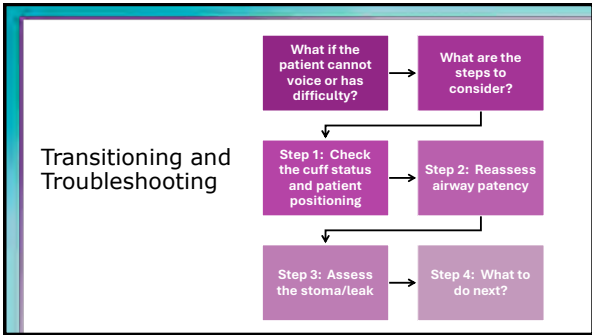 Transitioning and
Troubleshooting
What if the
patient cannot
voice or has
difficulty?
What are the
steps to
consider?
Step 1:  Check
the cuff status
and patient
positioning
Step 2:  Reassess
airway patency
Step 3:  Assess
the stoma/leak
Step 4:  What to
do next?